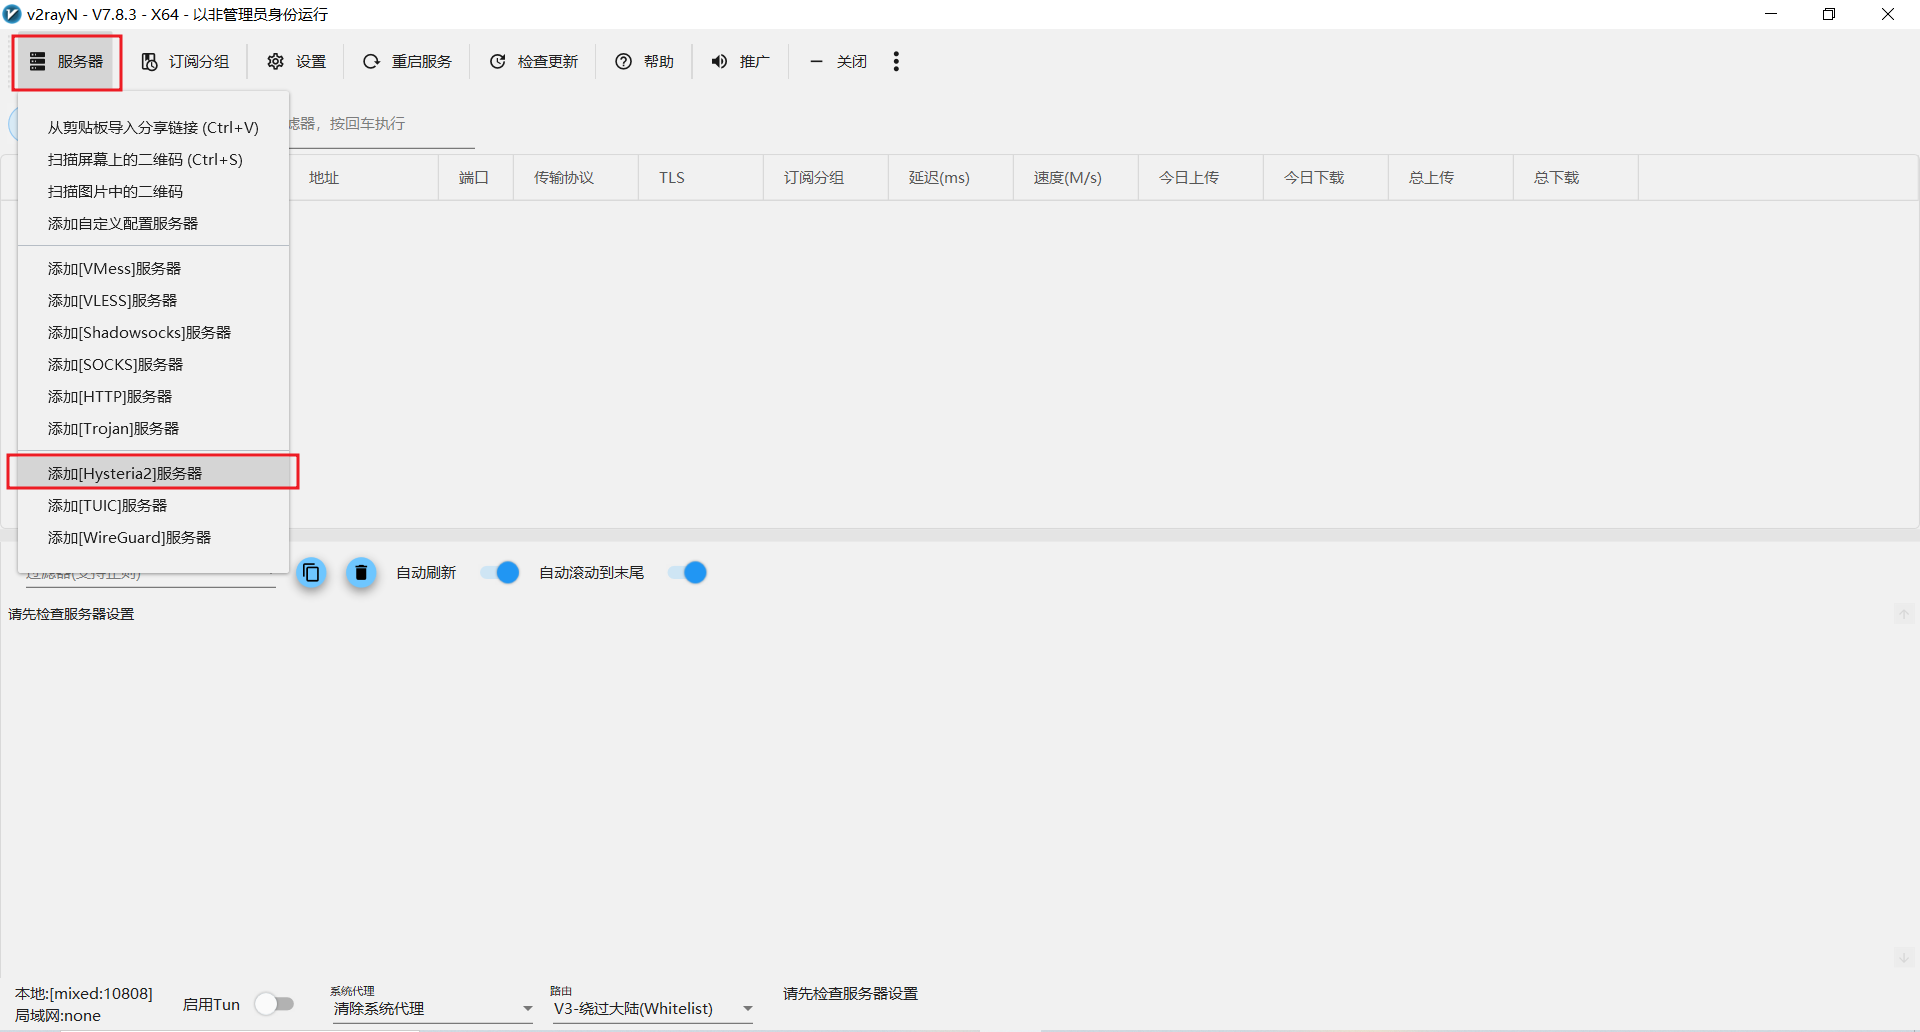 v2rayN - V7.8.3 - X64 - 以非管理员身份运行
服务器 订阅分组 设置 重启服务 检查更新 帮助 推广 关闭
从剪贴板导入分享链接 (Ctrl+V)
滤器，按回车执行
扫描屏幕上的二维码 (Ctrl+S)
扫描图片中的二维码
添加自定义配置服务器
地址 端口 传输协议 TLS 订阅分组 延迟(ms) 速度(M/s) 今日上传 今日下载 总上传 总下载
添加[VMess]服务器
添加[VLESS]服务器
添加[Shadowsocks]服务器
添加[SOCKS]服务器
添加[HTTP]服务器
添加[Trojan]服务器
添加[Hysteria2]服务器
添加[TUIC]服务器
添加[WireGuard]服务器
过滤器(支持正则) 自动刷新 自动滚动到末尾
请先检查服务器设置
本地:[mixed:10808]
局域网:none
启用Tun
系统代理
清除系统代理
路由
V3-绕过大陆(Whitelist)
请先检查服务器设置